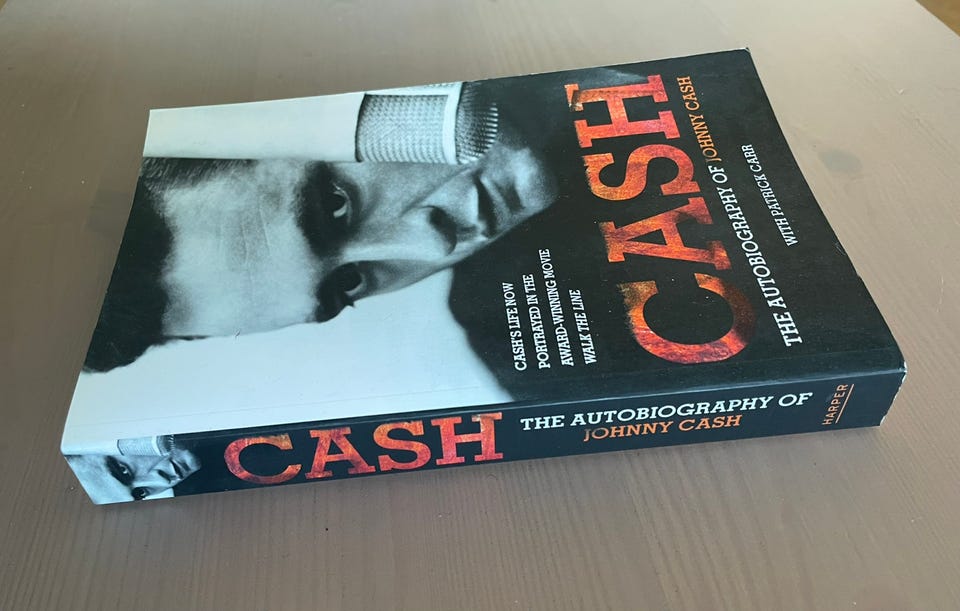 CASH
THE AUTOBIOGRAPHY OF JOHNNY CASH
WITH PATRICK CARR
CASH'S LIFE NOW
PORTRAYED IN THE
AWARD-WINNING MOVIE
WALK THE LINE
CASH
THE AUTOBIOGRAPHY OF
JOHNNY CASH
HARPER